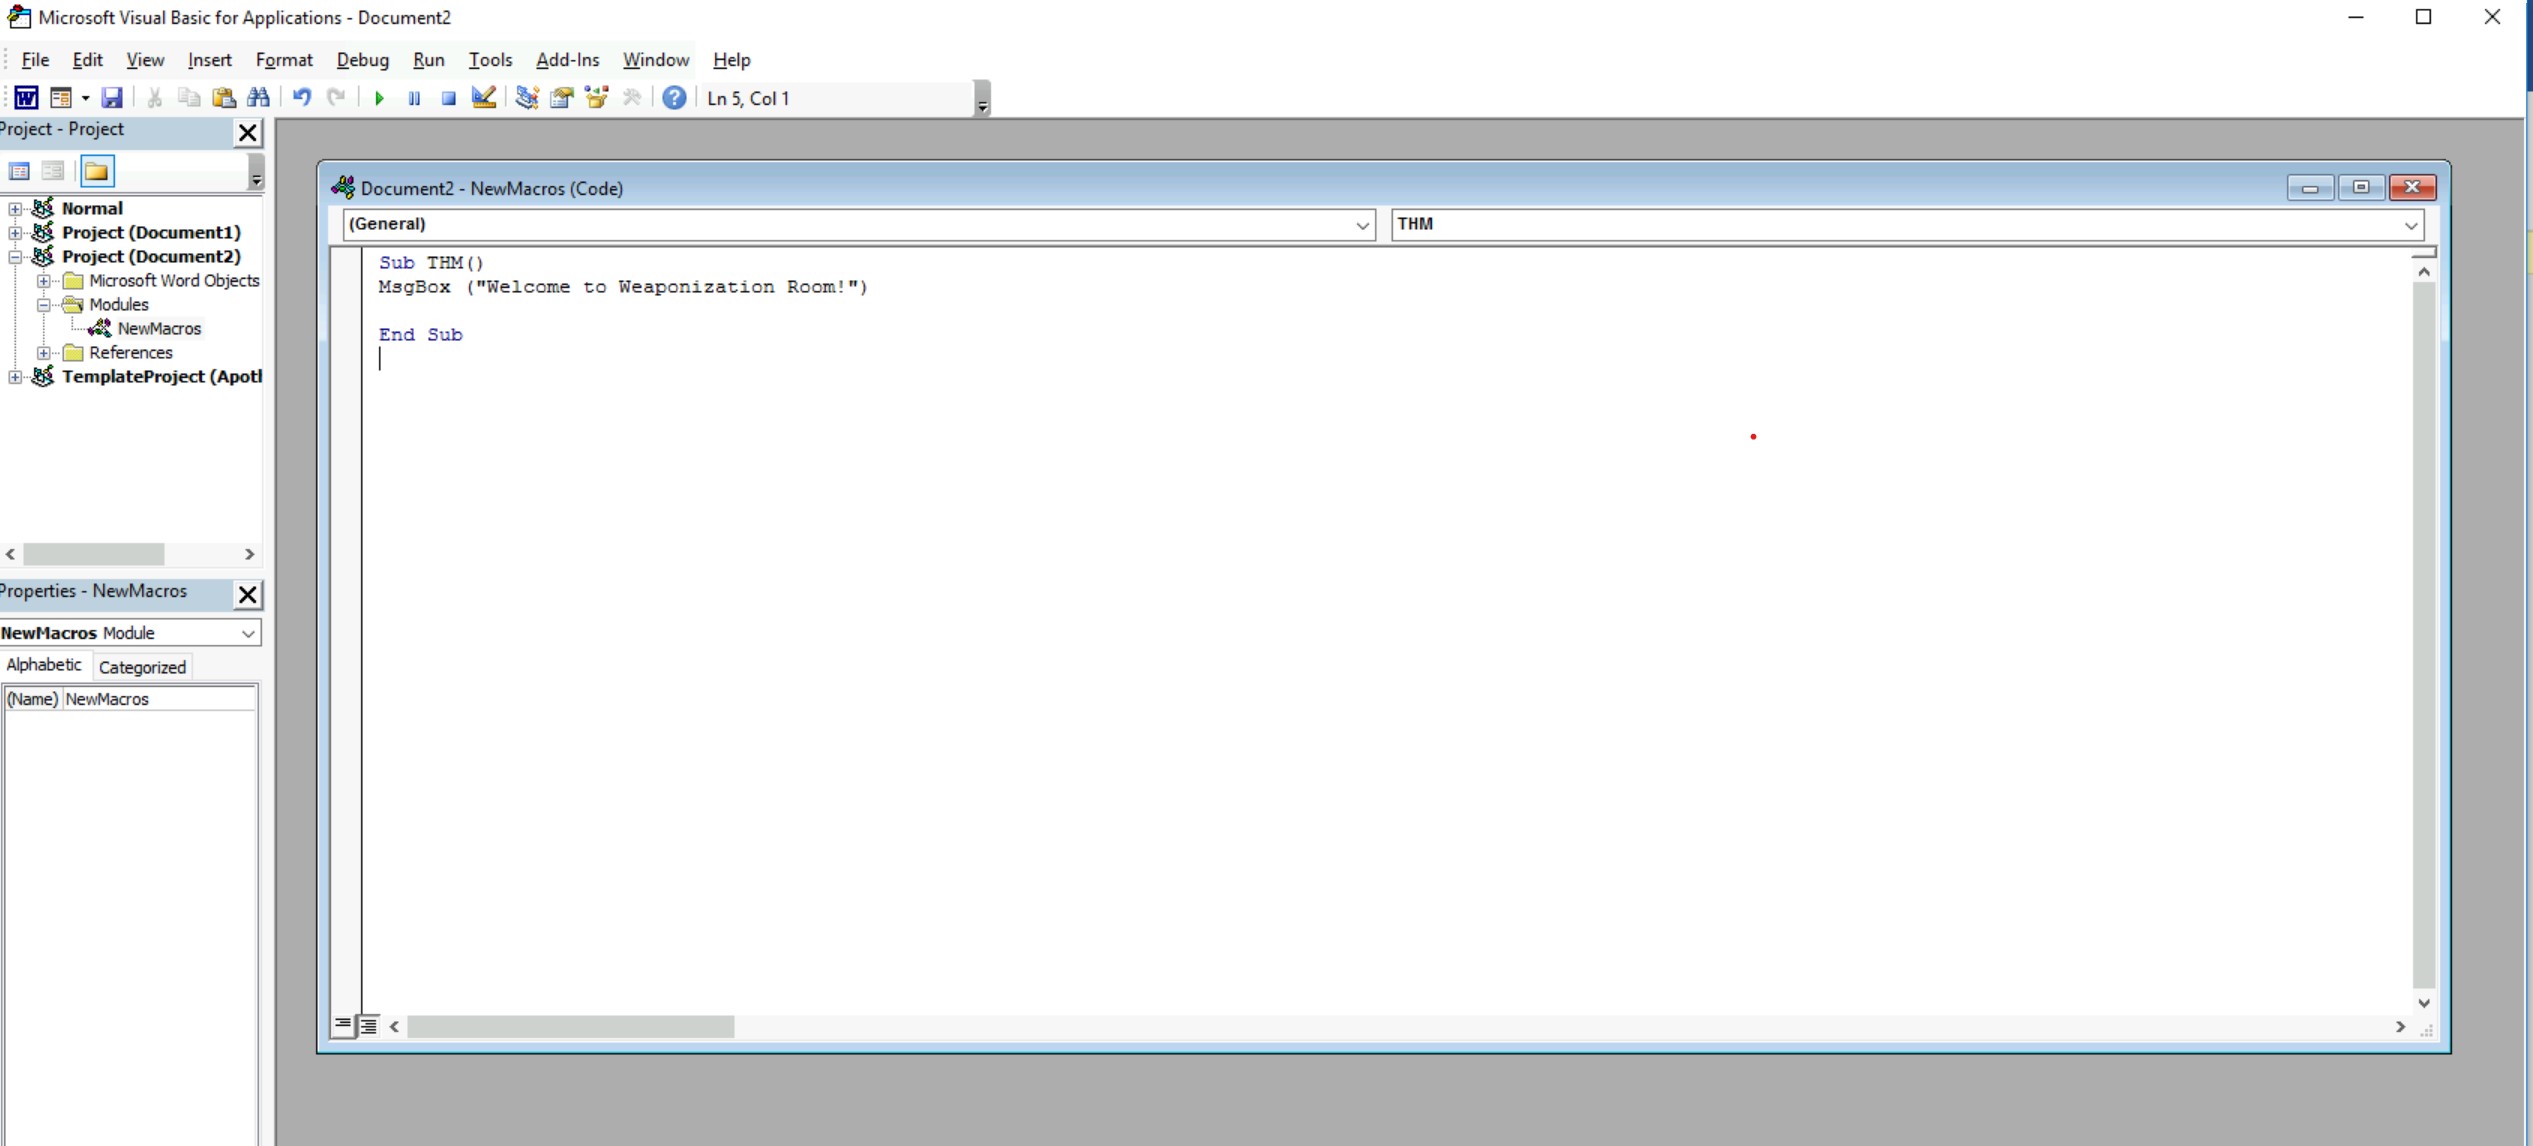 Microsoft Visual Basic for Applications - Document2
File Edit View Insert Format Debug Run Tools Add-Ins Window Help
Ln 5, Col 1
Project - Project
Normal
Project (Document1)
Project (Document2)
Microsoft Word Objects
Modules
NewMacros
References
TemplateProject (Apotl
Properties - NewMacros
NewMacros Module
Alphabetic Categorized
(Name) NewMacros
Document2 - NewMacros (Code)
(General) THM
Sub THM()
MsgBox ("Welcome to Weaponization Room!")
End Sub